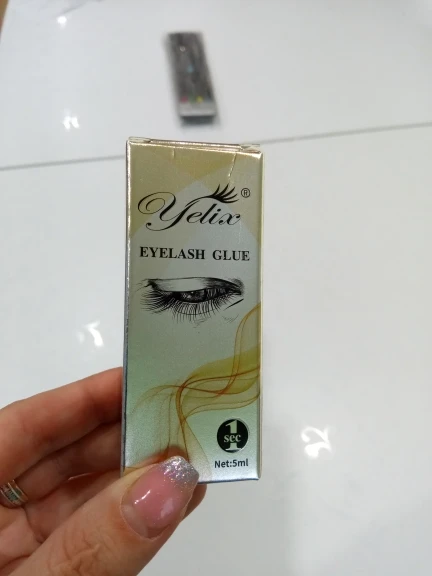 Yelix ®
EYELASH GLUE
1
sec
Net:5ml